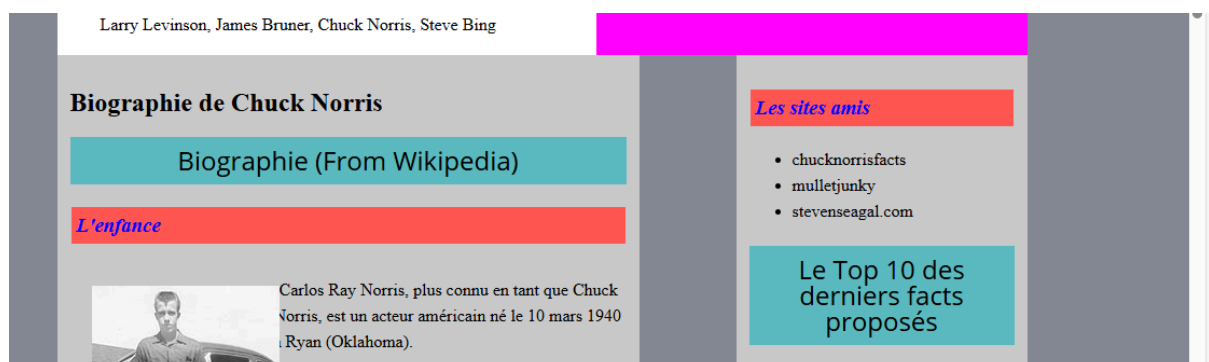 Larry Levinson, James Bruner, Chuck Norris, Steve Bing
Biographie de Chuck Norris
Biographie (From Wikipedia)
L'enfance
Carlos Ray Norris, plus connu en tant que Chuck
Norris, est un acteur américain né le 10 mars 1940
Ryan (Oklahoma).
Les sites amis
chucknorrisfacts
mulletjunky
stevenseagal.com
Le Top 10 des
derniers facts
proposés